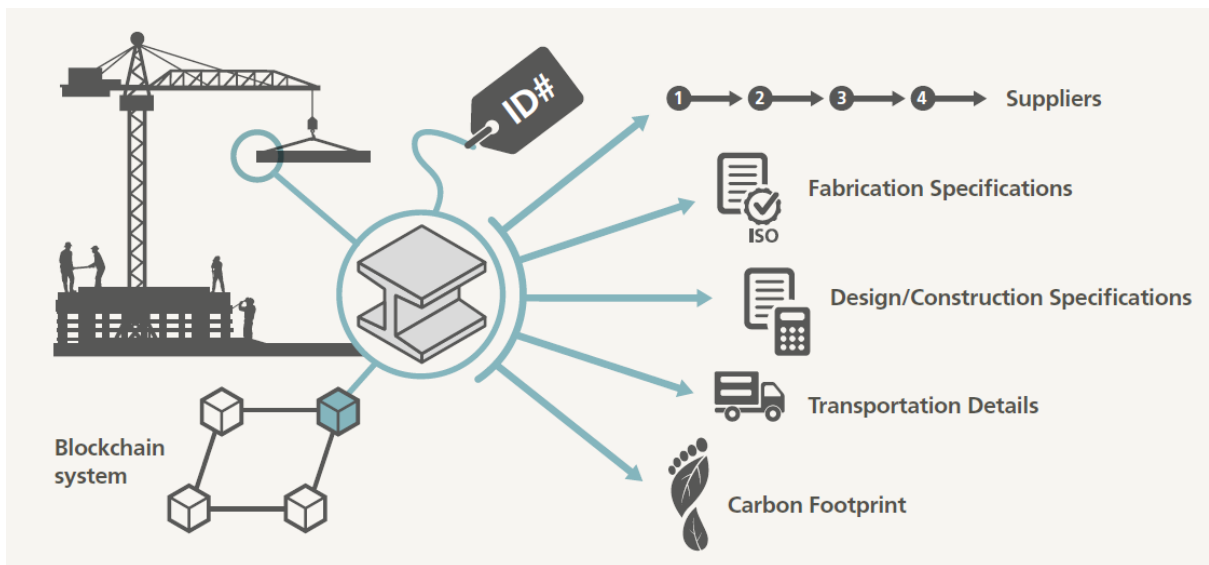 ID#
1 2 3 4 Suppliers
Fabrication Specifications
ISO
Design/Construction Specifications
Transportation Details
Blockchain
system
Carbon Footprint